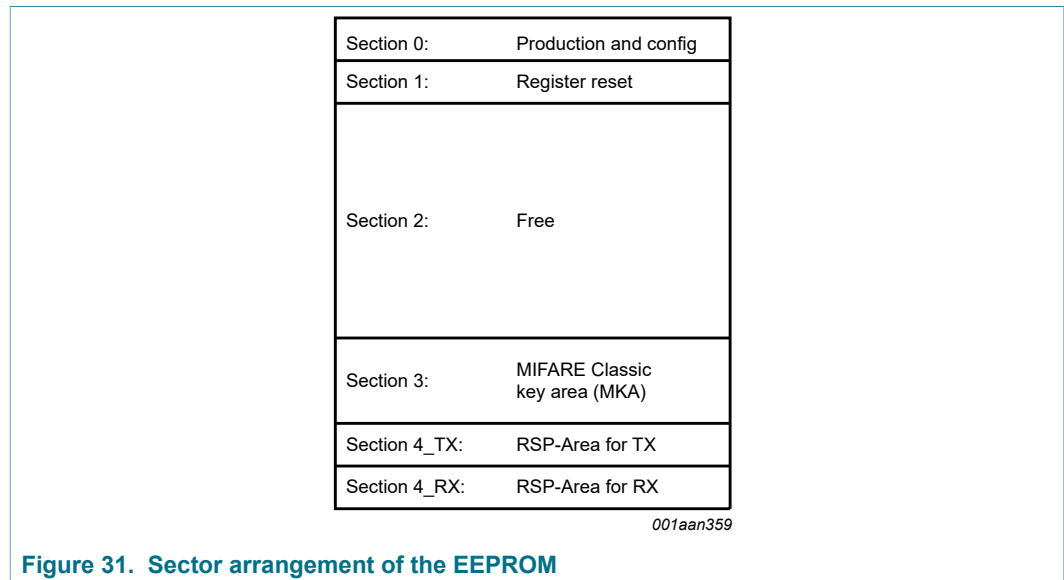 Section 0: Production and config
Section 1: Register reset
Section 2: Free
Section 3: MIFARE Classic
key area (MKA)
Section 4_TX: RSP-Area for TX
Section 4_RX: RSP-Area for RX
001aan359
Figure 31. Sector arrangement of the EEPROM